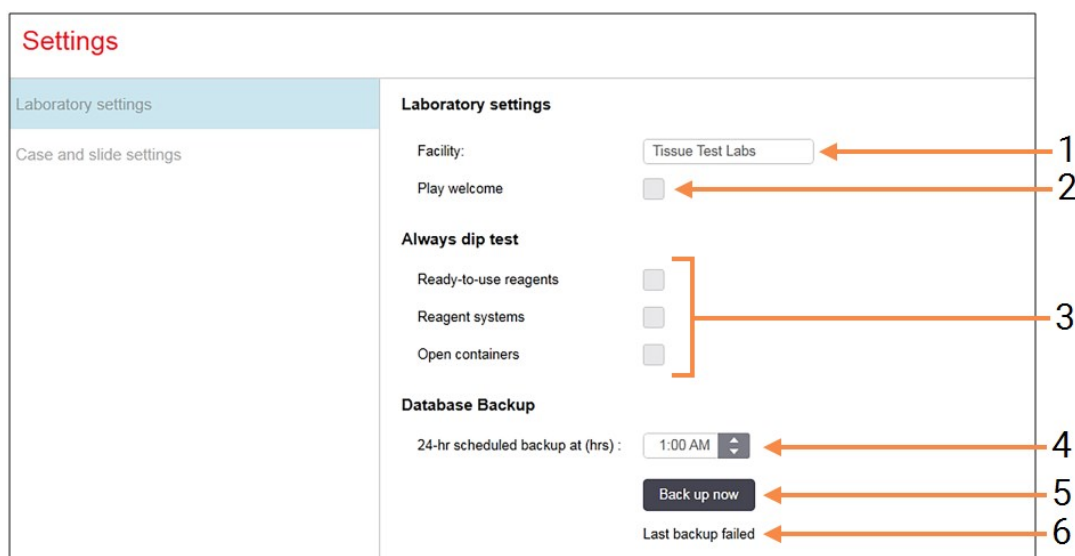 Settings
Laboratory settings
Case and slide settings
Laboratory settings
Facility: Tissue Test Labs 1
Play welcome 2
Always dip test
Ready-to-use reagents
Reagent systems 3
Open containers
Database Backup
24-hr scheduled backup at (hrs) : 1:00 AM 4
Back up now 5
Last backup failed 6